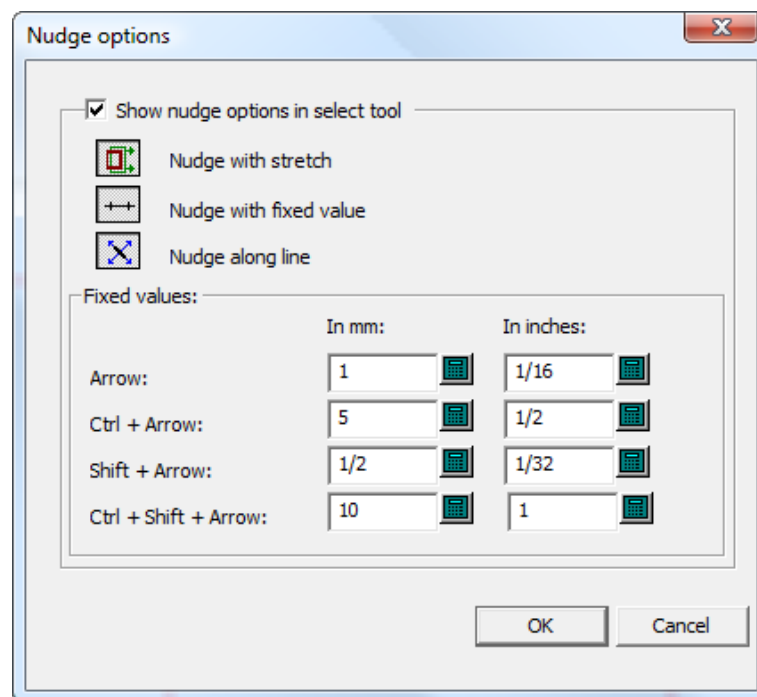 Nudge options
Show nudge options in select tool
Nudge with stretch
Nudge with fixed value
Nudge along line
Fixed values:
In mm: In inches:
Arrow: 1 1/16
Ctrl + Arrow: 5 1/2
Shift + Arrow: 1/2 1/32
Ctrl + Shift + Arrow: 10 1
OK Cancel